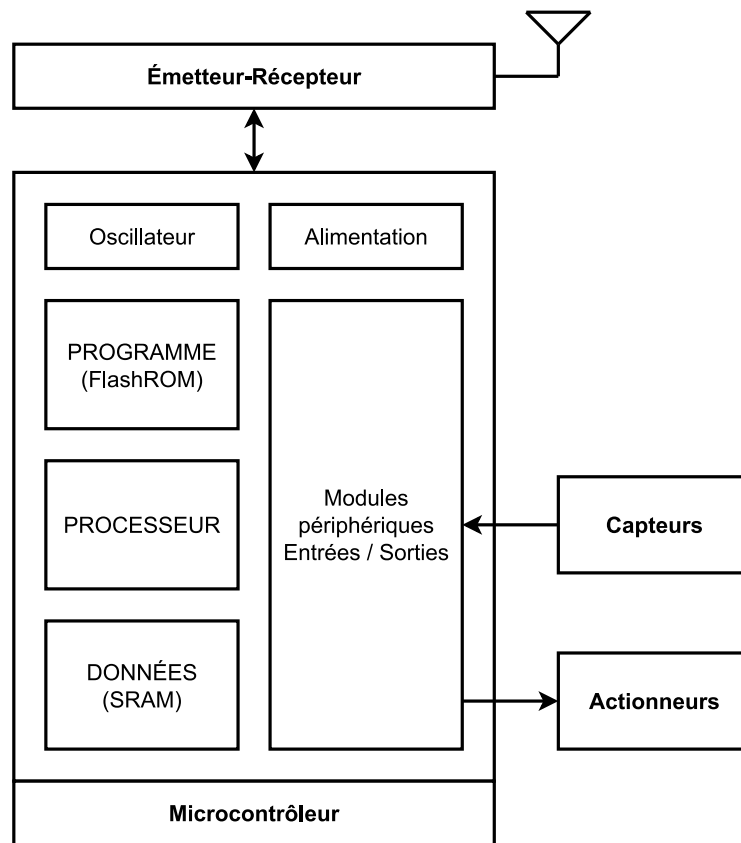 Émetteur-Récepteur
Oscillateur
Alimentation
PROGRAMME
(FlashROM)
PROCESSEUR
DONNÉES
(SRAM)
Modules
périphériques
Entrées / Sorties
Capteurs
Actionneurs
Microcontrôleur